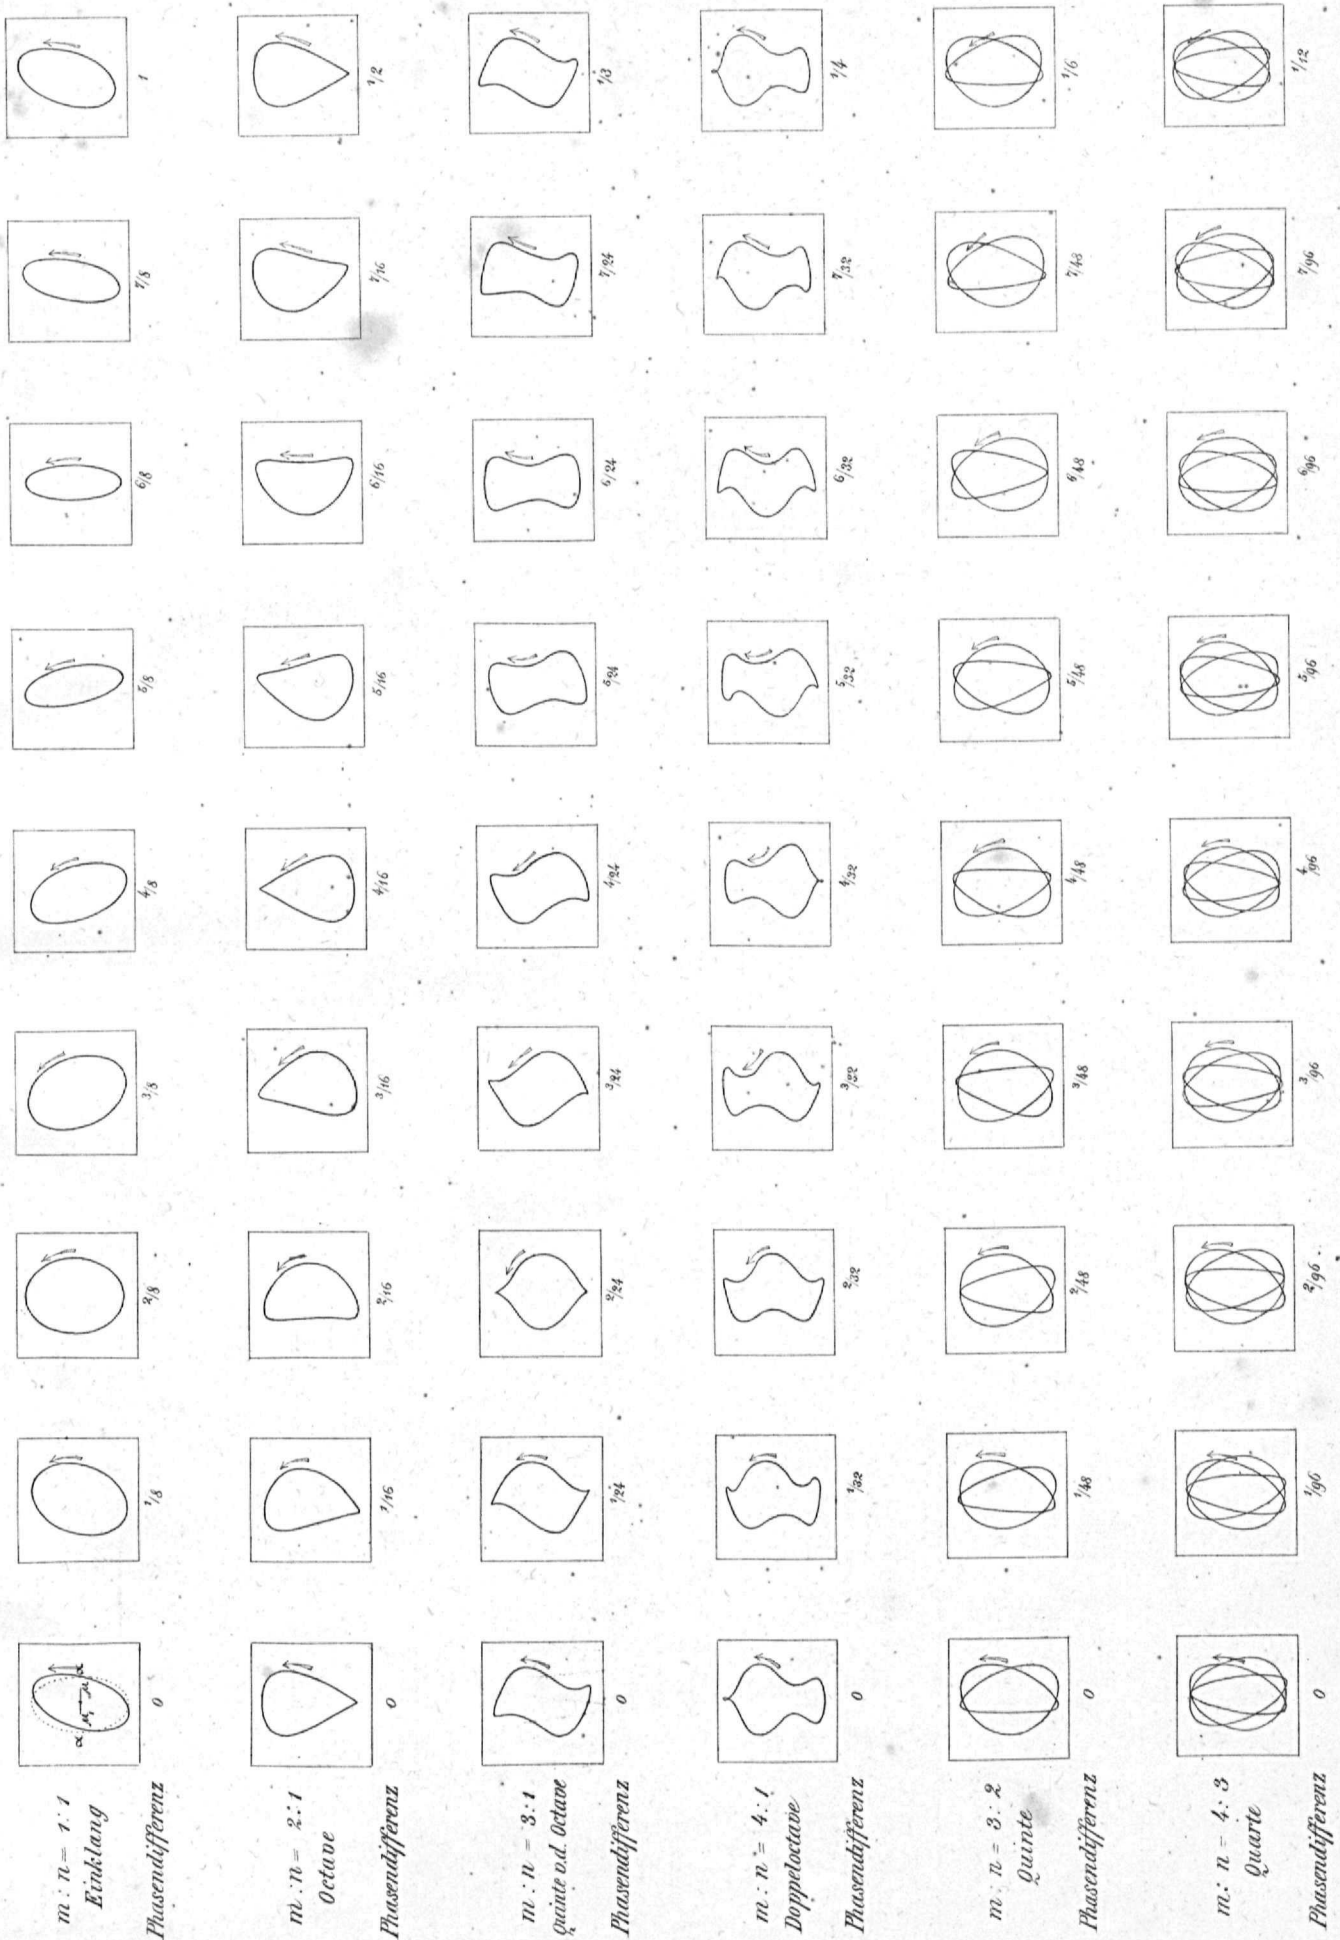 m : n = 1 : 1
Einklang
Phasendifferenz
α α
M₁ M
0 1/8 2/8 3/8 4/8 5/8 6/8 7/8 1
m : n = 2 : 1
Octave
Phasendifferenz
0 1/16 2/16 3/16 4/16 5/16 6/16 7/16 1/2
m : n = 3 : 1
Quinte v.d. Octave
Phasendifferenz
0 1/24 2/24 3/24 4/24 5/24 6/24 7/24 1/3
m : n = 4 : 1
Doppeloctave
Phasendifferenz
0 1/32 2/32 3/32 4/32 5/32 6/32 7/32 1/4
m : n = 3 : 2
Quinte
Phasendifferenz
0 1/48 2/48 3/48 4/48 5/48 6/48 7/48 1/6
m : n = 4 : 3
Quarte
Phasendifferenz
0 1/96 2/96 3/96 4/96 5/96 6/96 7/96 1/12